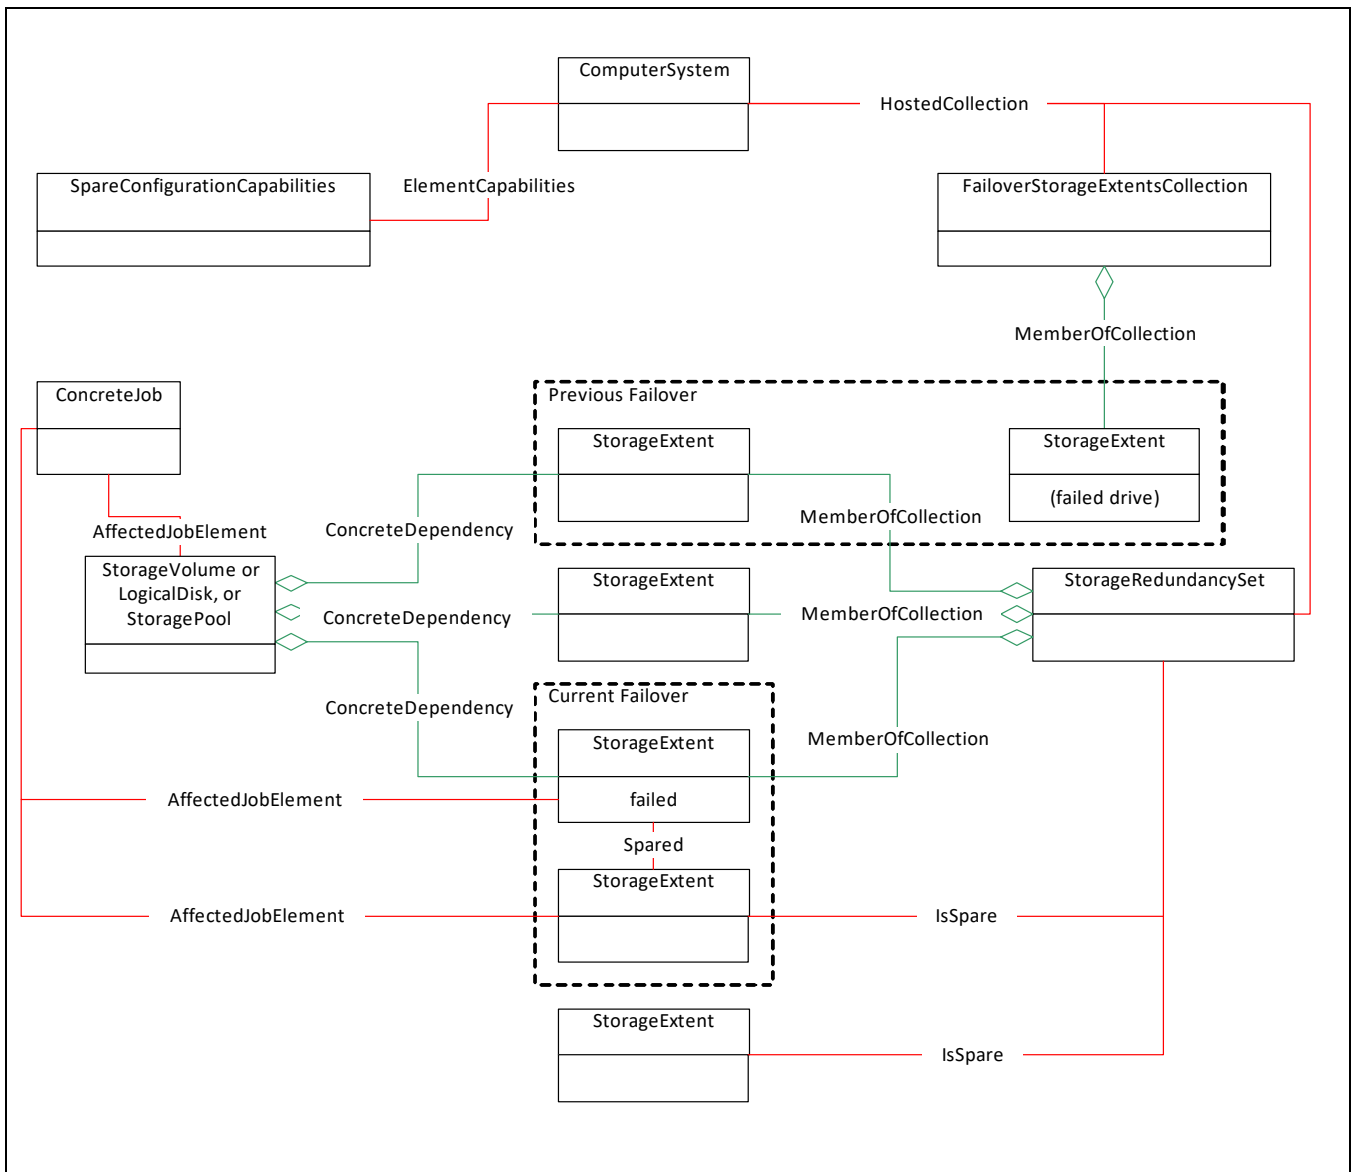 ComputerSystem
HostedCollection
SpareConfigurationCapabilities
ElementCapabilities
FailoverStorageExtentsCollection
MemberOfCollection
ConcreteJob
Previous Failover
StorageExtent
StorageExtent
(failed drive)
MemberOfCollection
ConcreteDependency
AffectedJobElement
StorageVolume or
LogicalDisk, or
StoragePool
StorageExtent
StorageRedundancySet
ConcreteDependency
MemberOfCollection
Current Failover
ConcreteDependency
StorageExtent
MemberOfCollection
AffectedJobElement
failed
Spared
StorageExtent
AffectedJobElement
IsSpare
StorageExtent
IsSpare